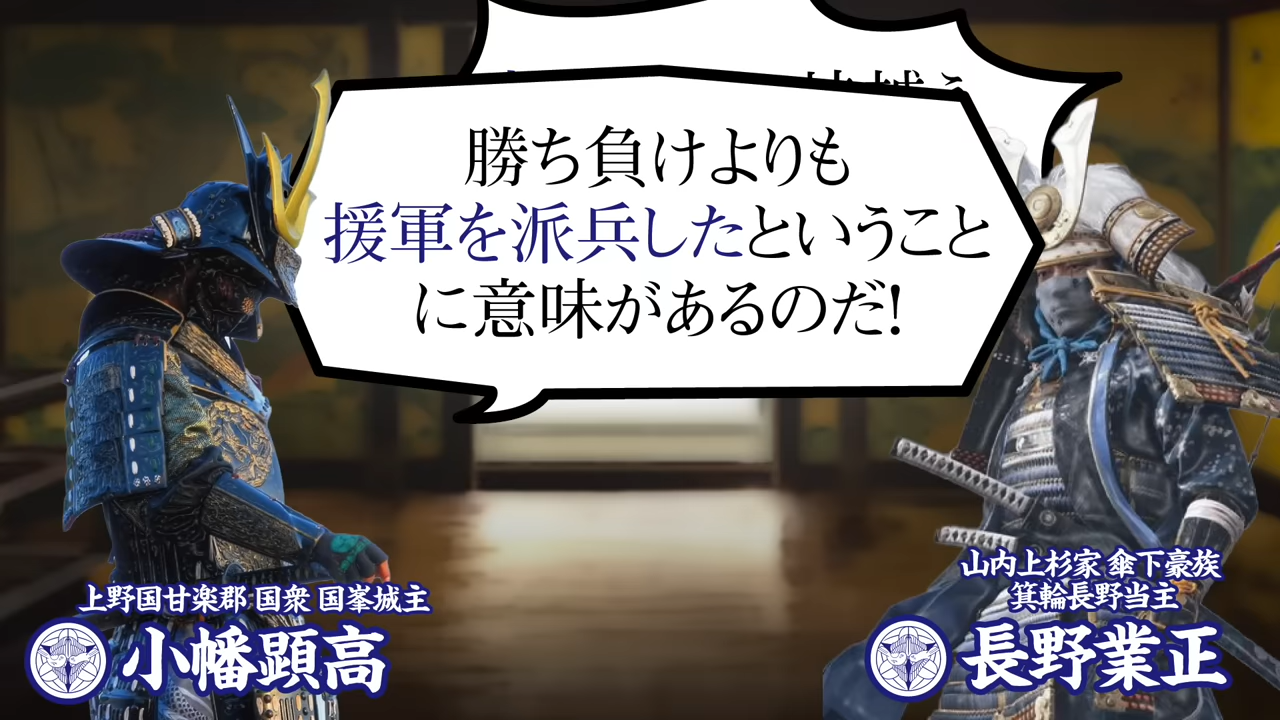 勝ち負けよりも
援軍を派兵したということ
に意味があるのだ!
上野国甘楽郡 国衆 国峯城主
小幡顕高
山内上杉家 傘下豪族
箕輪長野当主
長野業正